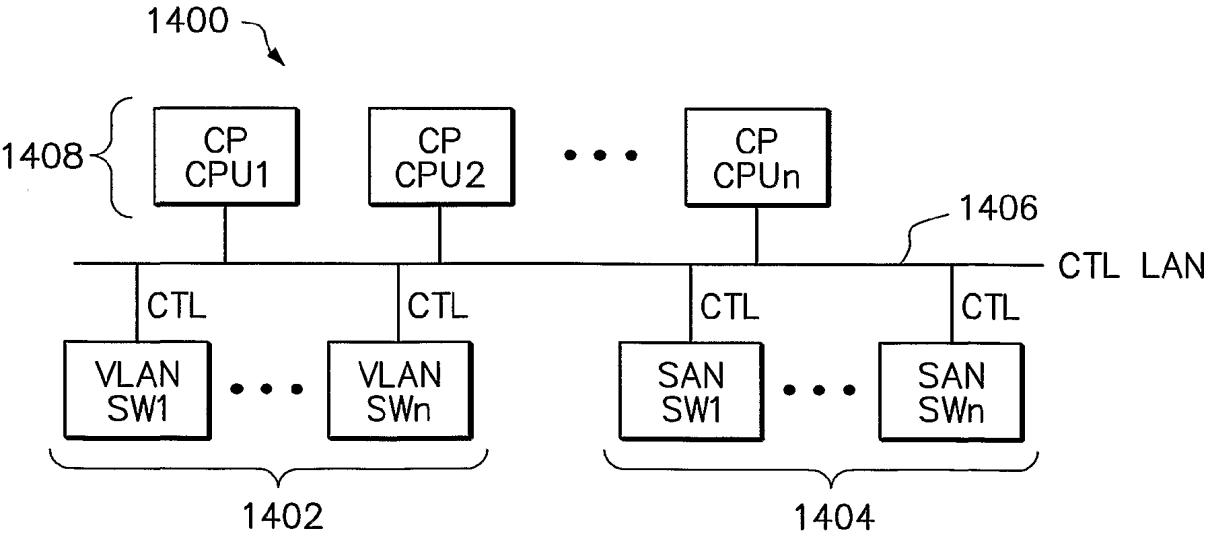 1400
1408
CP CPU1
CP CPU2
CP CPUn
1406
CTL LAN
CTL
CTL
CTL
CTL
VLAN SW1
VLAN SWn
SAN SW1
SAN SWn
1402
1404